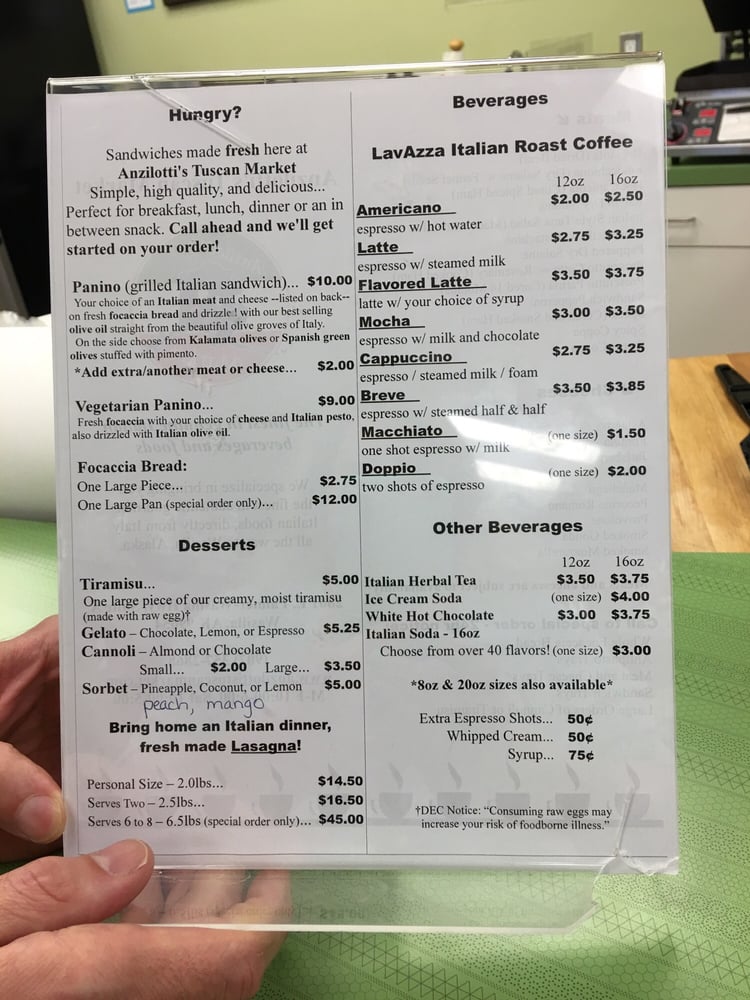 Hungry?
Sandwiches made fresh here at
Anzilotti's Tuscan Market
Simple, high quality, and delicious...
Perfect for breakfast, lunch, dinner or an in
between snack. Call ahead and we'll get
started on your order!
Panino (grilled Italian sandwich)... $10.00
Your choice of an Italian meat and cheese --listed on back--
on fresh focaccia bread and drizzle! with our best selling
olive oil straight from the beautiful olive groves of Italy.
On the side choose from Kalamata olives or Spanish green
olives stuffed with pimento.
*Add extra/another meat or cheese... $2.00
Vegetarian Panino... $9.00
Fresh focaccia with your choice of cheese and Italian pesto,
also drizzled with Italian olive oil.
Focaccia Bread:
One Large Piece... $2.75
One Large Pan (special order only)... $12.00
Desserts
Tiramisu... $5.00
One large piece of our creamy, moist tiramisu
(made with raw egg)†
Gelato – Chocolate, Lemon, or Espresso $5.25
Cannoli – Almond or Chocolate
Small... $2.00 Large... $3.50
Sorbet – Pineapple, Coconut, or Lemon $5.00
peach, mango
Bring home an Italian dinner,
fresh made Lasagna!
Personal Size – 2.0lbs... $14.50
Serves Two – 2.5lbs... $16.50
Serves 6 to 8 – 6.5lbs (special order only)... $45.00
Beverages
LavAzza Italian Roast Coffee
12oz 16oz
Americano $2.00 $2.50
espresso w/ hot water
Latte $2.75 $3.25
espresso w/ steamed milk
Flavored Latte $3.50 $3.75
latte w/ your choice of syrup
Mocha $3.00 $3.50
espresso w/ milk and chocolate
Cappuccino $2.75 $3.25
espresso / steamed milk / foam
Breve $3.50 $3.85
espresso w/ steamed half & half
Macchiato (one size) $1.50
one shot espresso w/ milk
Doppio (one size) $2.00
two shots of espresso
Other Beverages
12oz 16oz
Italian Herbal Tea $3.50 $3.75
Ice Cream Soda (one size) $4.00
White Hot Chocolate $3.00 $3.75
Italian Soda - 16oz
Choose from over 40 flavors! (one size) $3.00
*8oz & 20oz sizes also available*
Extra Espresso Shots... 50¢
Whipped Cream... 50¢
Syrup... 75¢
†DEC Notice: “Consuming raw eggs may
increase your risk of foodborne illness.”